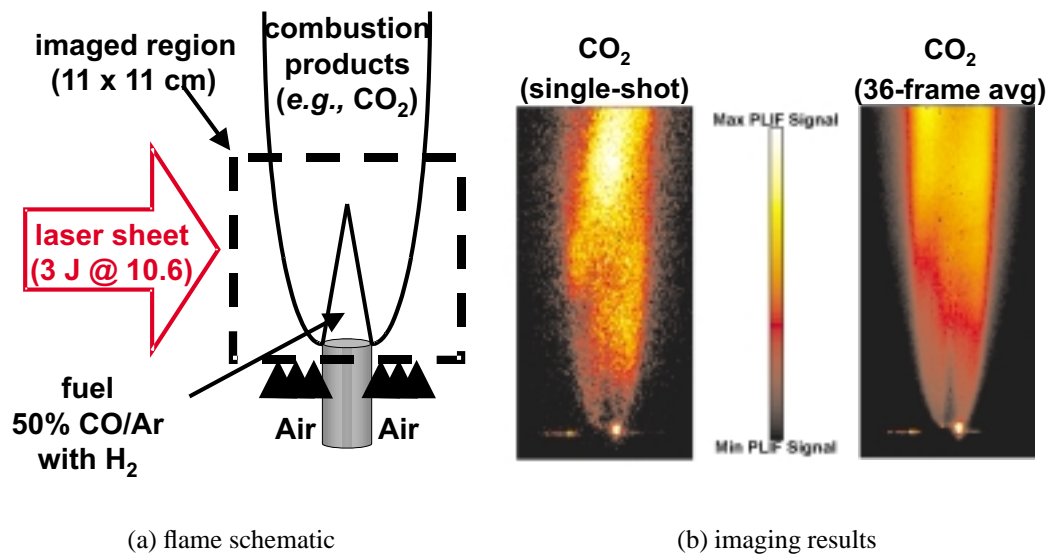 imaged region
(11 x 11 cm)
combustion
products
(e.g., CO₂)
laser sheet
(3 J @ 10.6)
fuel
50% CO/Ar
with H₂
Air
Air
(a) flame schematic
CO₂
(single-shot)
Max PLIF Signal
Min PLIF Signal
CO₂
(36-frame avg)
(b) imaging results